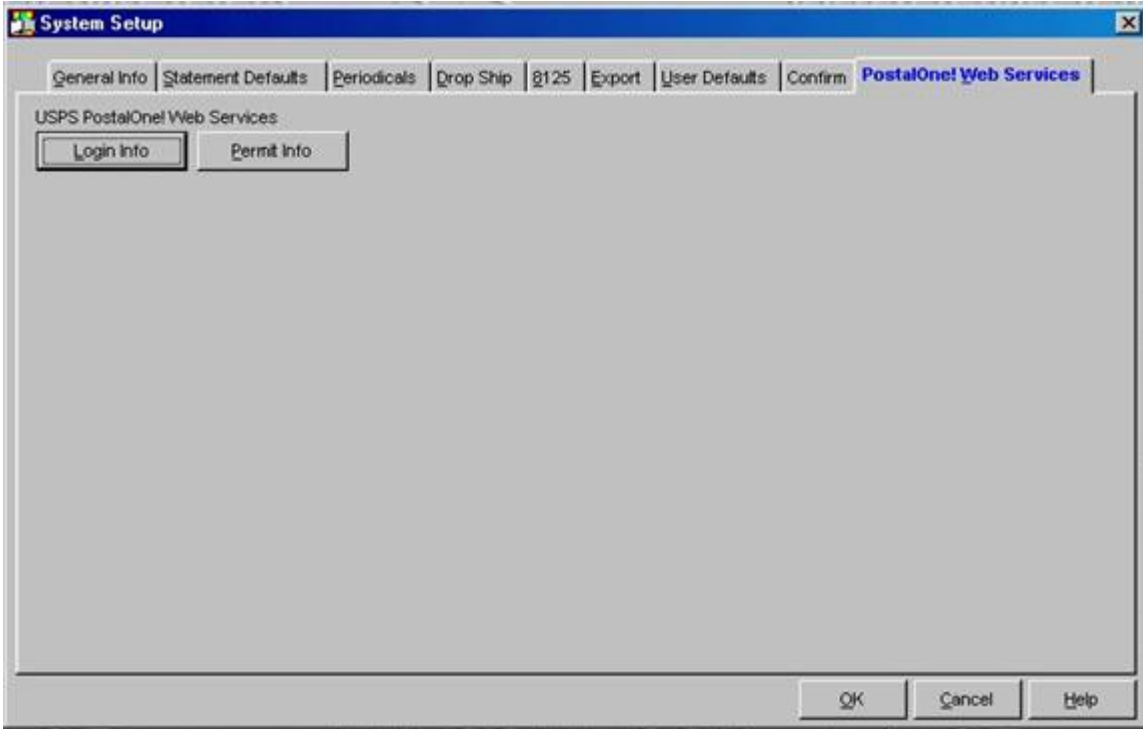 System Setup
General Info Statement Defaults Periodicals Drop Ship 8125 Export User Defaults Confirm PostalOne! Web Services
USPS PostalOne! Web Services
Login Info Permit Info
OK Cancel Help